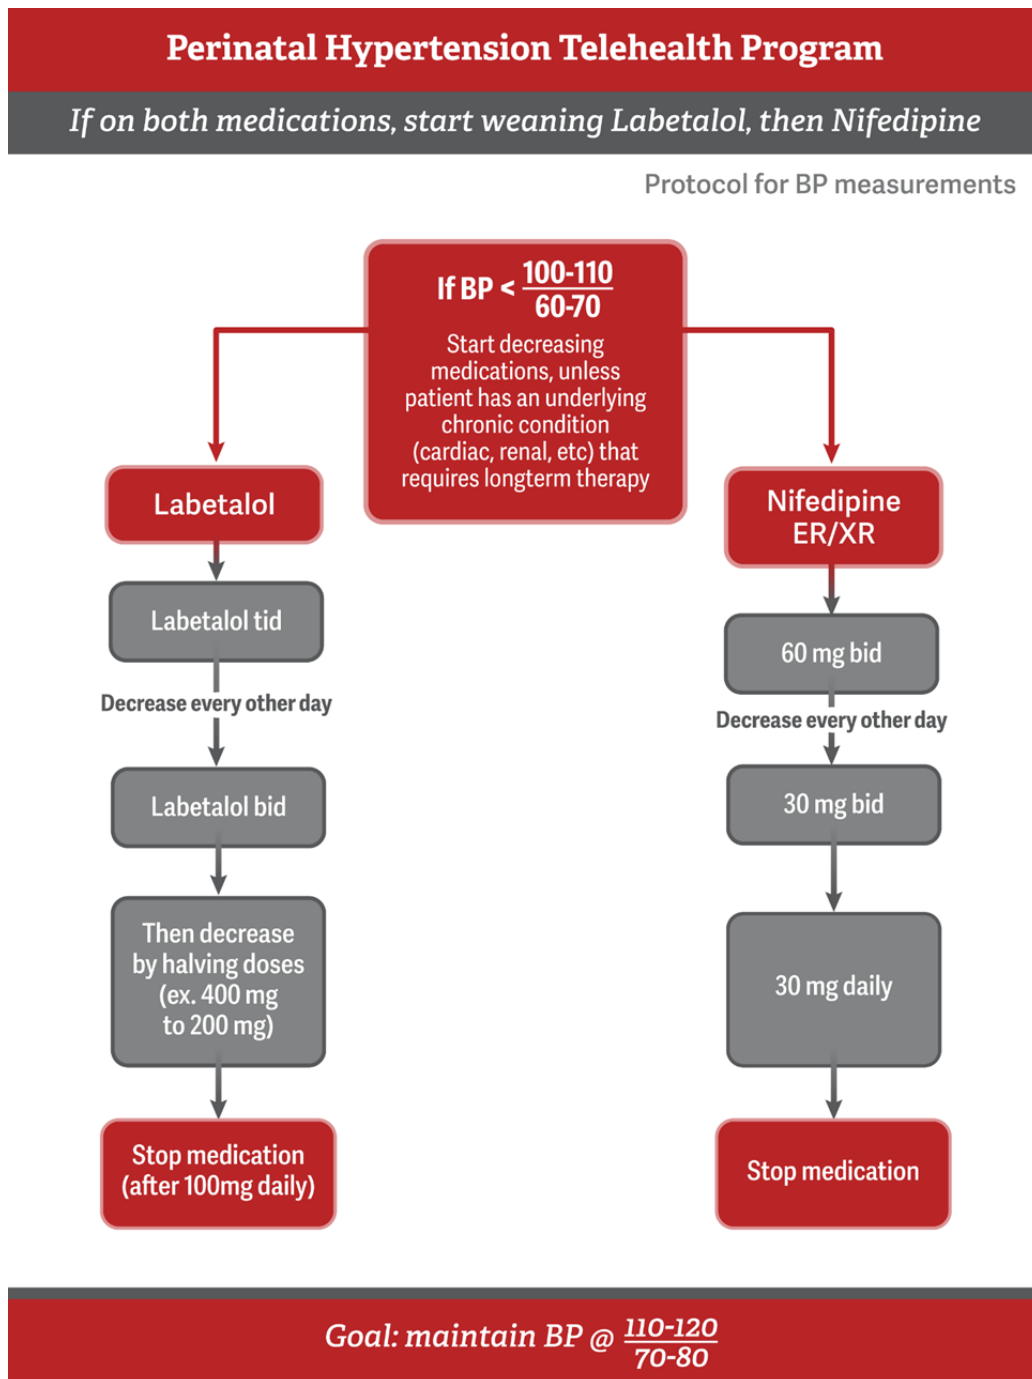 Perinatal Hypertension Telehealth Program
If on both medications, start weaning Labetalol, then Nifedipine
Protocol for BP measurements
If BP < 100-110
60-70
Start decreasing
medications, unless
patient has an underlying
chronic condition
(cardiac, renal, etc) that
requires longterm therapy
Labetalol
Labetalol tid
Decrease every other day
Labetalol bid
Then decrease
by halving doses
(ex. 400 mg
to 200 mg)
Stop medication
(after 100mg daily)
Nifedipine
ER/XR
60 mg bid
Decrease every other day
30 mg bid
30 mg daily
Stop medication
Goal: maintain BP @ 110-120
70-80